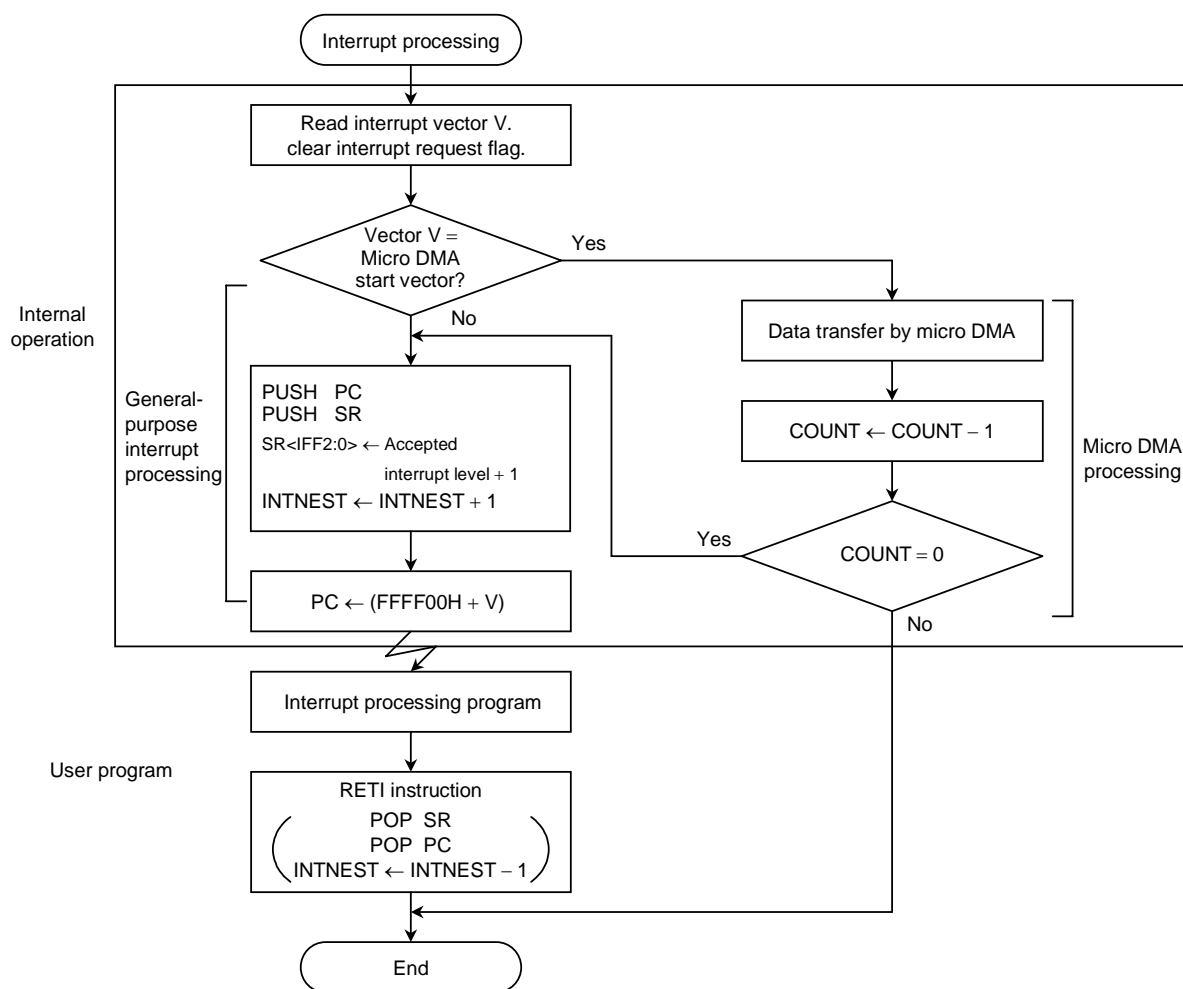 Interrupt processing
Read interrupt vector V.
clear interrupt request flag.
Vector V =
Micro DMA
start vector?
Yes
No
Internal
operation
General-
purpose
interrupt
processing
PUSH PC
PUSH SR
SR<IFF2:0> ← Accepted
interrupt level + 1
INTNEST ← INTNEST + 1
PC ← (FFFF00H + V)
Data transfer by micro DMA
COUNT ← COUNT − 1
Micro DMA
processing
COUNT = 0
Yes
No
Interrupt processing program
User program
RETI instruction
POP SR
POP PC
INTNEST ← INTNEST − 1
End